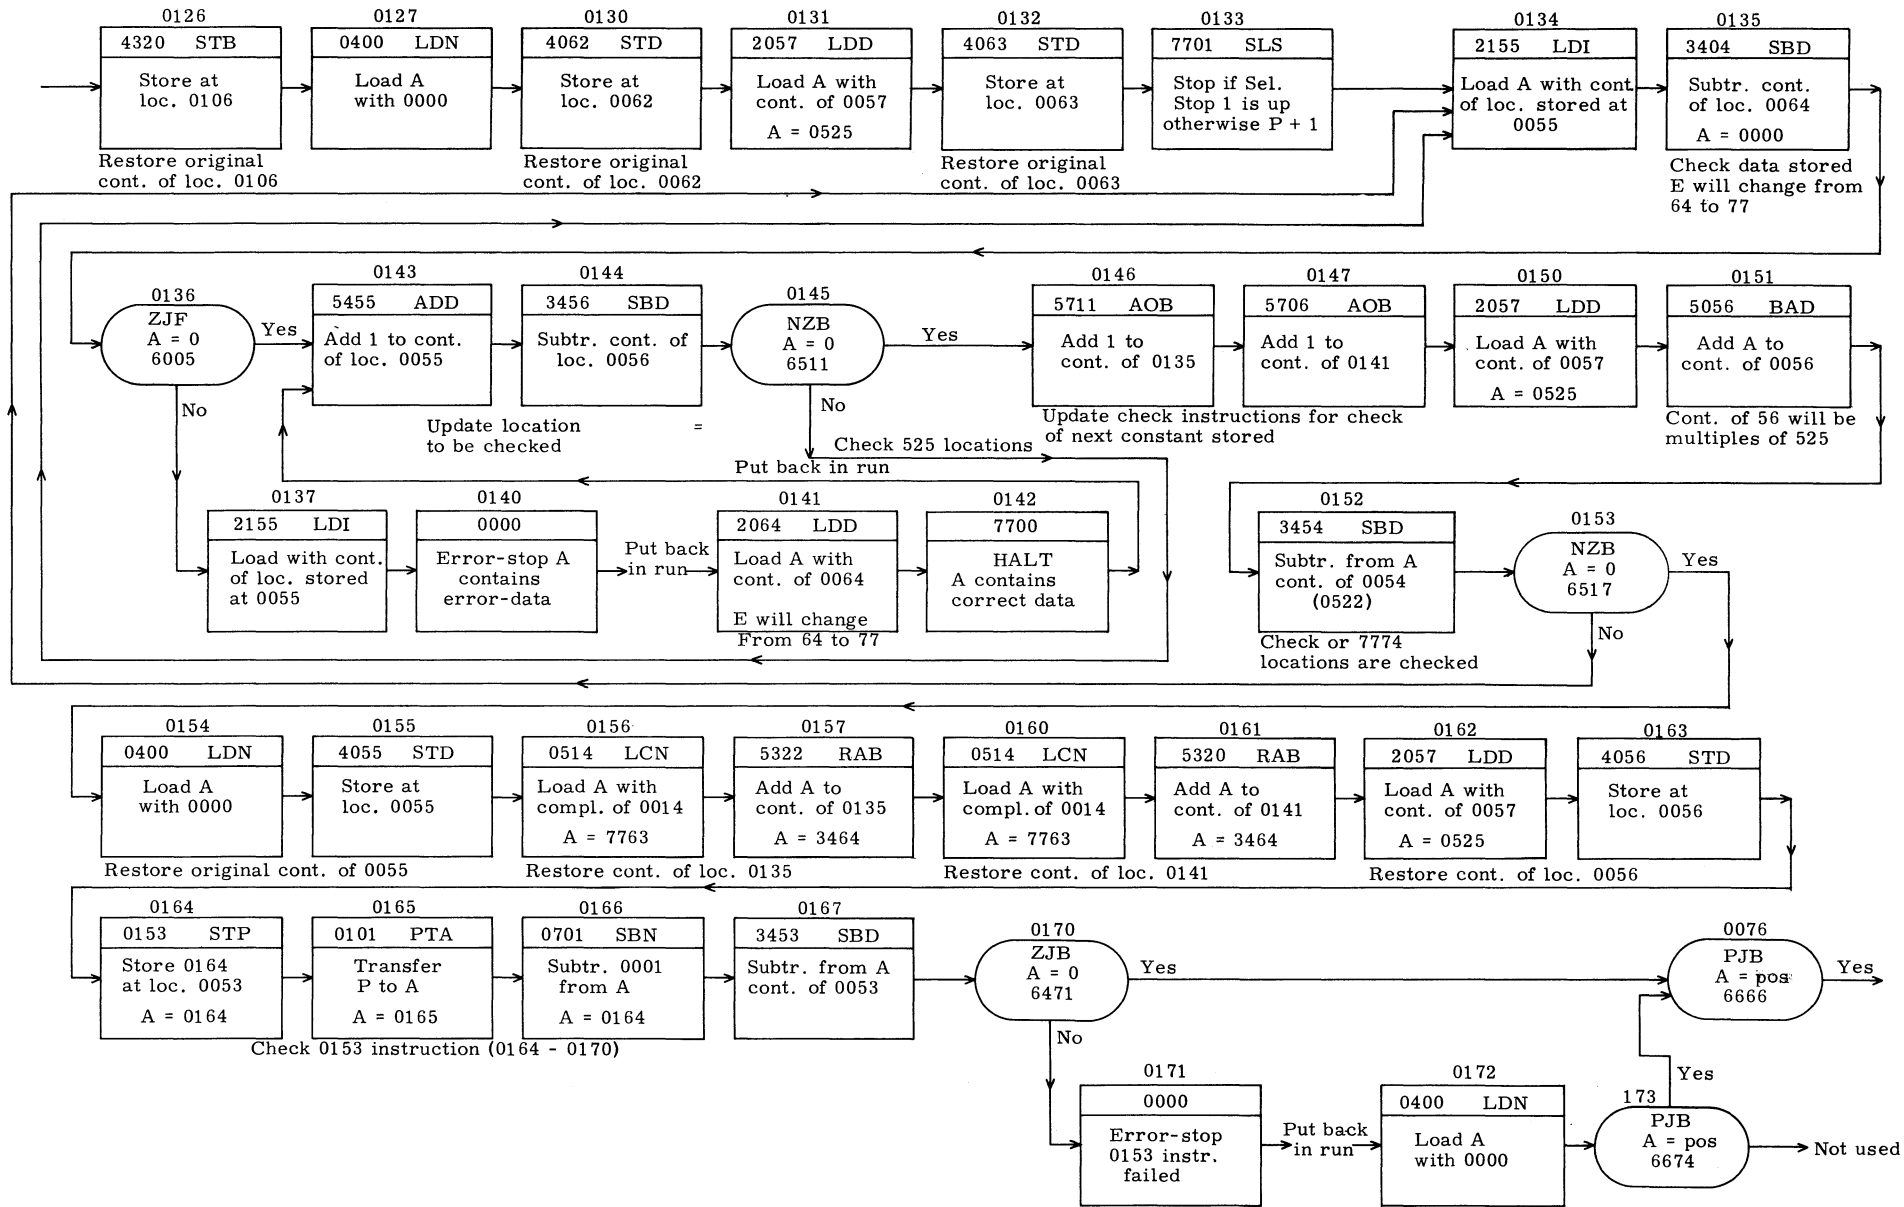 0126
4320 STB
Store at
loc. 0106
Restore original
cont. of loc. 0106
0127
0400 LDN
Load A
with 0000
0130
4062 STD
Store at
loc. 0062
Restore original
cont. of loc. 0062
0131
2057 LDD
Load A with
cont. of 0057
A = 0525
0132
4063 STD
Store at
loc. 0063
Restore original
cont. of loc. 0063
0133
7701 SLS
Stop if Sel.
Stop 1 is up
otherwise P + 1
0134
2155 LDI
Load A with cont.
of loc. stored at
0055
0135
3404 SBD
Subtr. cont.
of loc. 0064
A = 0000
Check data stored
E will change from
64 to 77
0136
ZJF
A = 0
6005
Yes
No
0143
5455 ADD
Add 1 to cont.
of loc. 0055
0144
3456 SBD
Subtr. cont. of
loc. 0056
Update location =
to be checked
0145
NZB
A = 0
6511
Yes
No
Check 525 locations
Put back in run
0146
5711 AOB
Add 1 to
cont. of 0135
0147
5706 AOB
Add 1 to
cont. of 0141
Update check instructions for check
of next constant stored
0150
2057 LDD
Load A with
cont. of 0057
A = 0525
0151
5056 BAD
Add A to
cont. of 0056
Cont. of 56 will be
multiples of 525
0137
2155 LDI
Load with cont.
of loc. stored
at 0055
0140
0000
Error-stop A
contains
error-data
Put back
in run
0141
2064 LDD
Load A with
cont. of 0064
E will change
From 64 to 77
0142
7700
HALT
A contains
correct data
0152
3454 SBD
Subtr. from A
cont. of 0054
(0522)
Check or 7774
locations are checked
0153
NZB
A = 0
6517
Yes
No
0154
0400 LDN
Load A
with 0000
0155
4055 STD
Store at
loc. 0055
Restore original cont. of 0055
0156
0514 LCN
Load A with
compl. of 0014
A = 7763
0157
5322 RAB
Add A to
cont. of 0135
A = 3464
Restore cont. of loc. 0135
0160
0514 LCN
Load A with
compl. of 0014
A = 7763
0161
5320 RAB
Add A to
cont. of 0141
A = 3464
Restore cont. of loc. 0141
0162
2057 LDD
Load A with
cont. of 0057
A = 0525
0163
4056 STD
Store at
loc. 0056
Restore cont. of loc. 0056
0164
0153 STP
Store 0164
at loc. 0053
A = 0164
0165
0101 PTA
Transfer
P to A
A = 0165
0166
0701 SBN
Subtr. 0001
from A
A = 0164
0167
3453 SBD
Subtr. from A
cont. of 0053
Check 0153 instruction (0164 - 0170)
0170
ZJB
A = 0
6471
Yes
No
0076
PJB
A = pos
6666
Yes
0171
0000
Error-stop
0153 instr.
failed
Put back
in run
0172
0400 LDN
Load A
with 0000
173
PJB
A = pos
6674
Yes
Not used